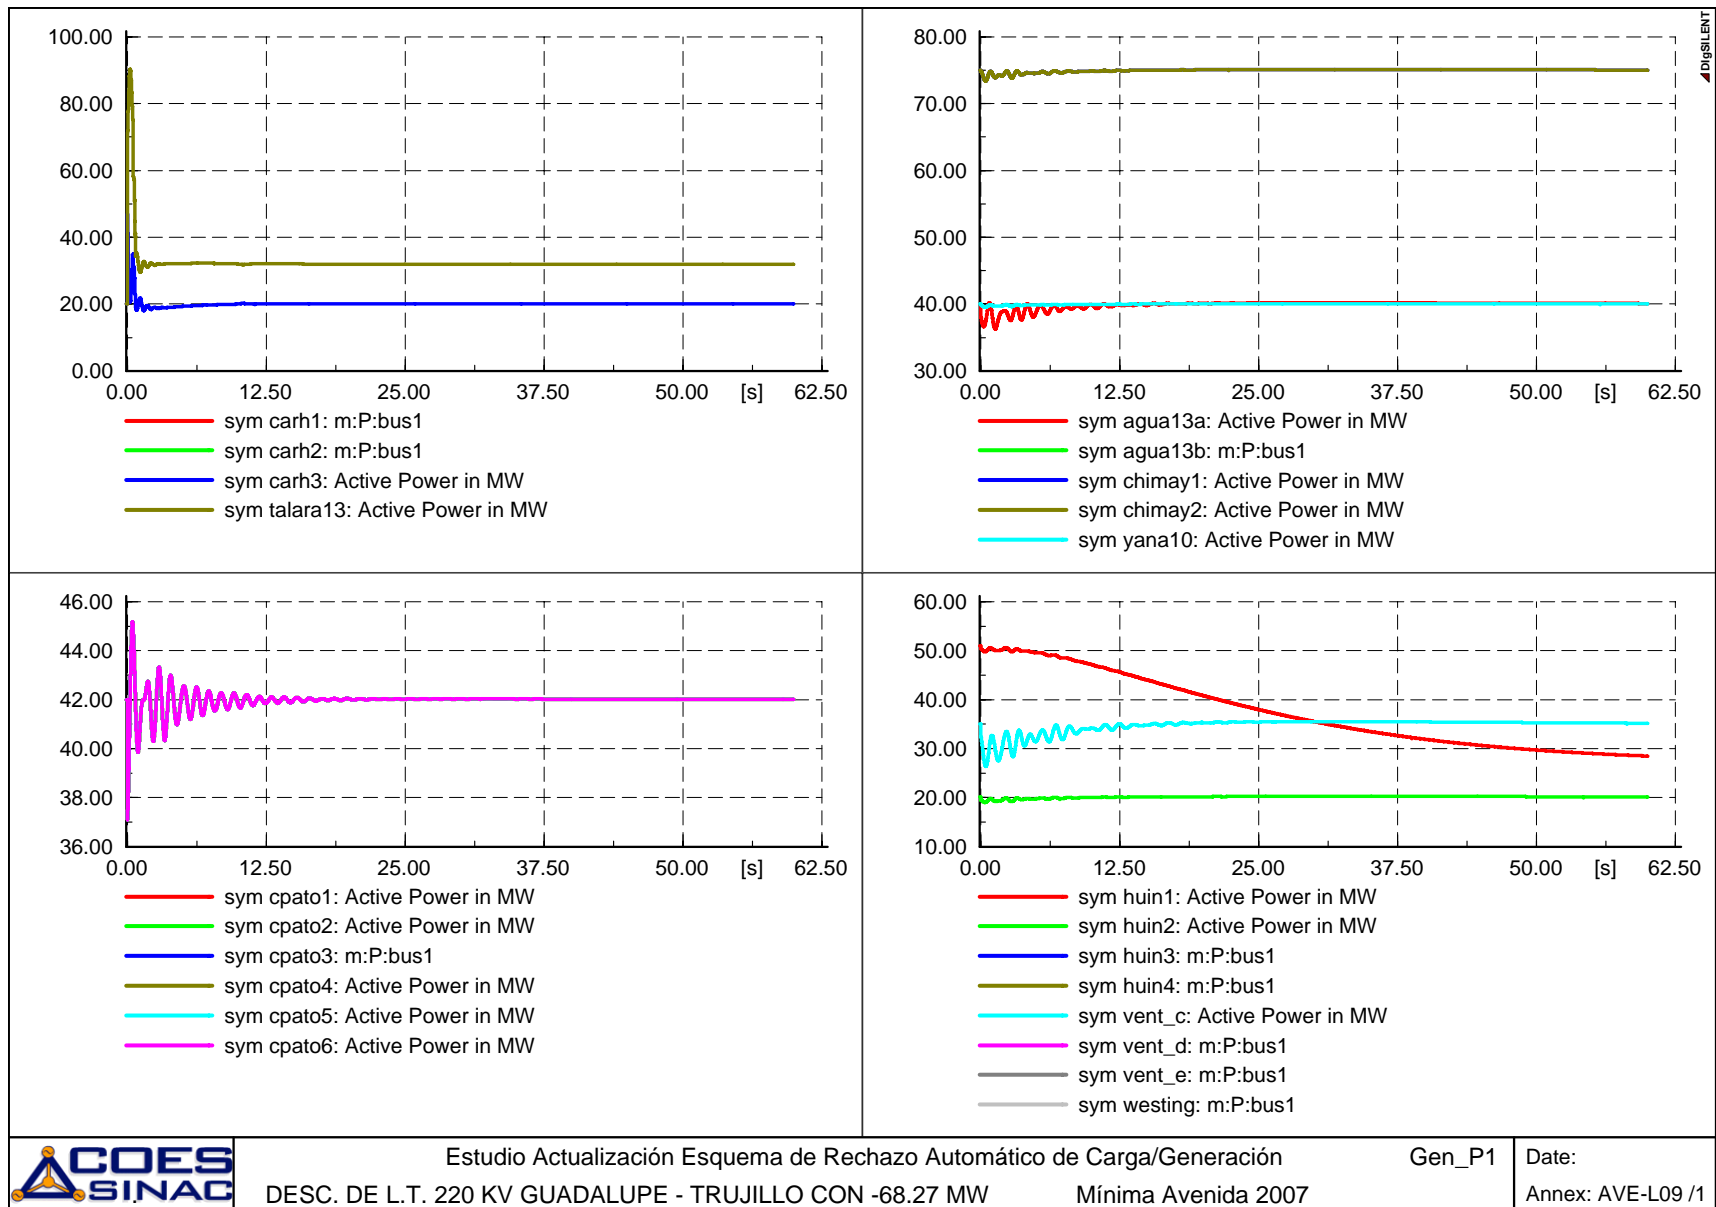 100.00
80.00
60.00
40.00
20.00
0.00
0.00 12.50 25.00 37.50 50.00 [s] 62.50
sym carh1: m:P:bus1
sym carh2: m:P:bus1
sym carh3: Active Power in MW
sym talara13: Active Power in MW
80.00
70.00
60.00
50.00
40.00
30.00
0.00 12.50 25.00 37.50 50.00 [s] 62.50
sym agua13a: Active Power in MW
sym agua13b: m:P:bus1
sym chimay1: Active Power in MW
sym chimay2: Active Power in MW
sym yana10: Active Power in MW
DIgSILENT
46.00
44.00
42.00
40.00
38.00
36.00
0.00 12.50 25.00 37.50 50.00 [s] 62.50
sym cpato1: Active Power in MW
sym cpato2: Active Power in MW
sym cpato3: m:P:bus1
sym cpato4: Active Power in MW
sym cpato5: Active Power in MW
sym cpato6: Active Power in MW
60.00
50.00
40.00
30.00
20.00
10.00
0.00 12.50 25.00 37.50 50.00 [s] 62.50
sym huin1: Active Power in MW
sym huin2: Active Power in MW
sym huin3: m:P:bus1
sym huin4: m:P:bus1
sym vent_c: Active Power in MW
sym vent_d: m:P:bus1
sym vent_e: m:P:bus1
sym westing: m:P:bus1
COES
SINAC
Estudio Actualización Esquema de Rechazo Automático de Carga/Generación Gen_P1
DESC. DE L.T. 220 KV GUADALUPE - TRUJILLO CON -68.27 MW Mínima Avenida 2007
Date:
Annex: AVE-L09 /1